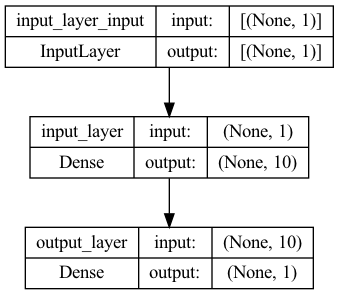 input_layer_input input: [(None, 1)]
InputLayer output: [(None, 1)]
input_layer input: (None, 1)
Dense output: (None, 10)
output_layer input: (None, 10)
Dense output: (None, 1)